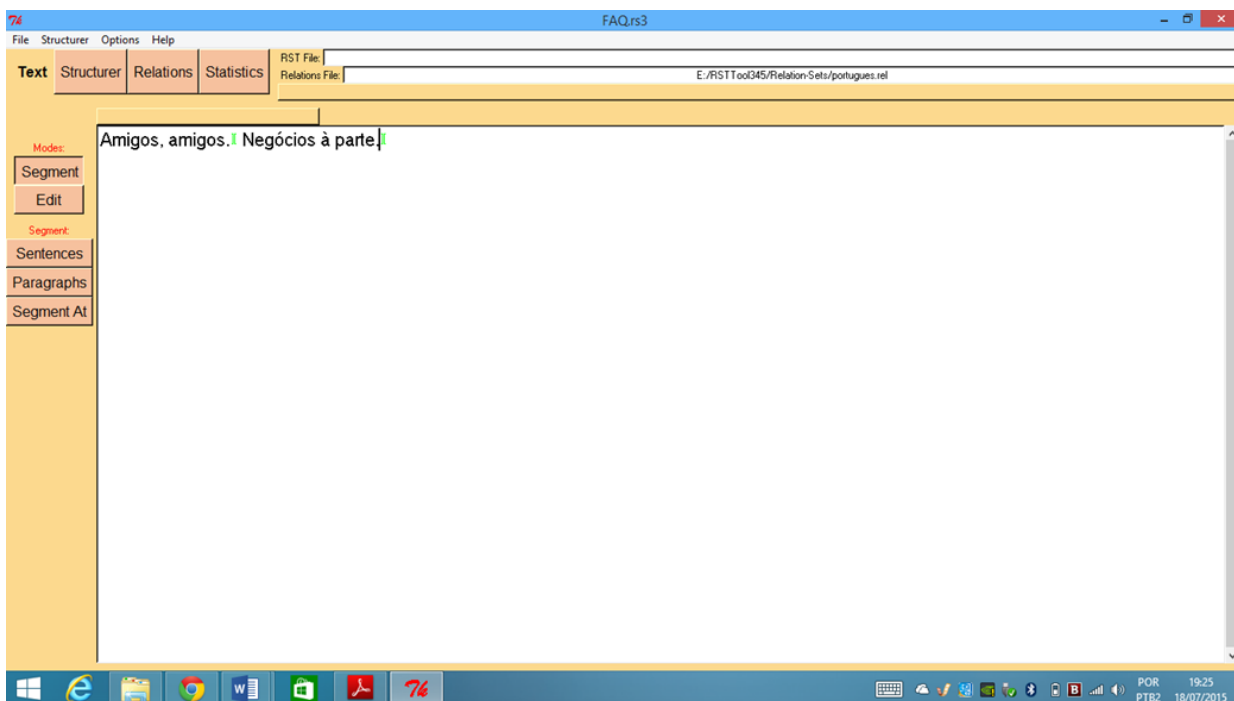 FAQ.rs3
File Structurer Options Help
Text Structurer Relations Statistics
RST File:
Relations File: E:/RSTTool345/Relation-Sets/portugues.rel
Amigos, amigos. Negócios à parte.
Modes:
Segment
Edit
Segment:
Sentences
Paragraphs
Segment At
POR 19:25
PTB2 18/07/2015